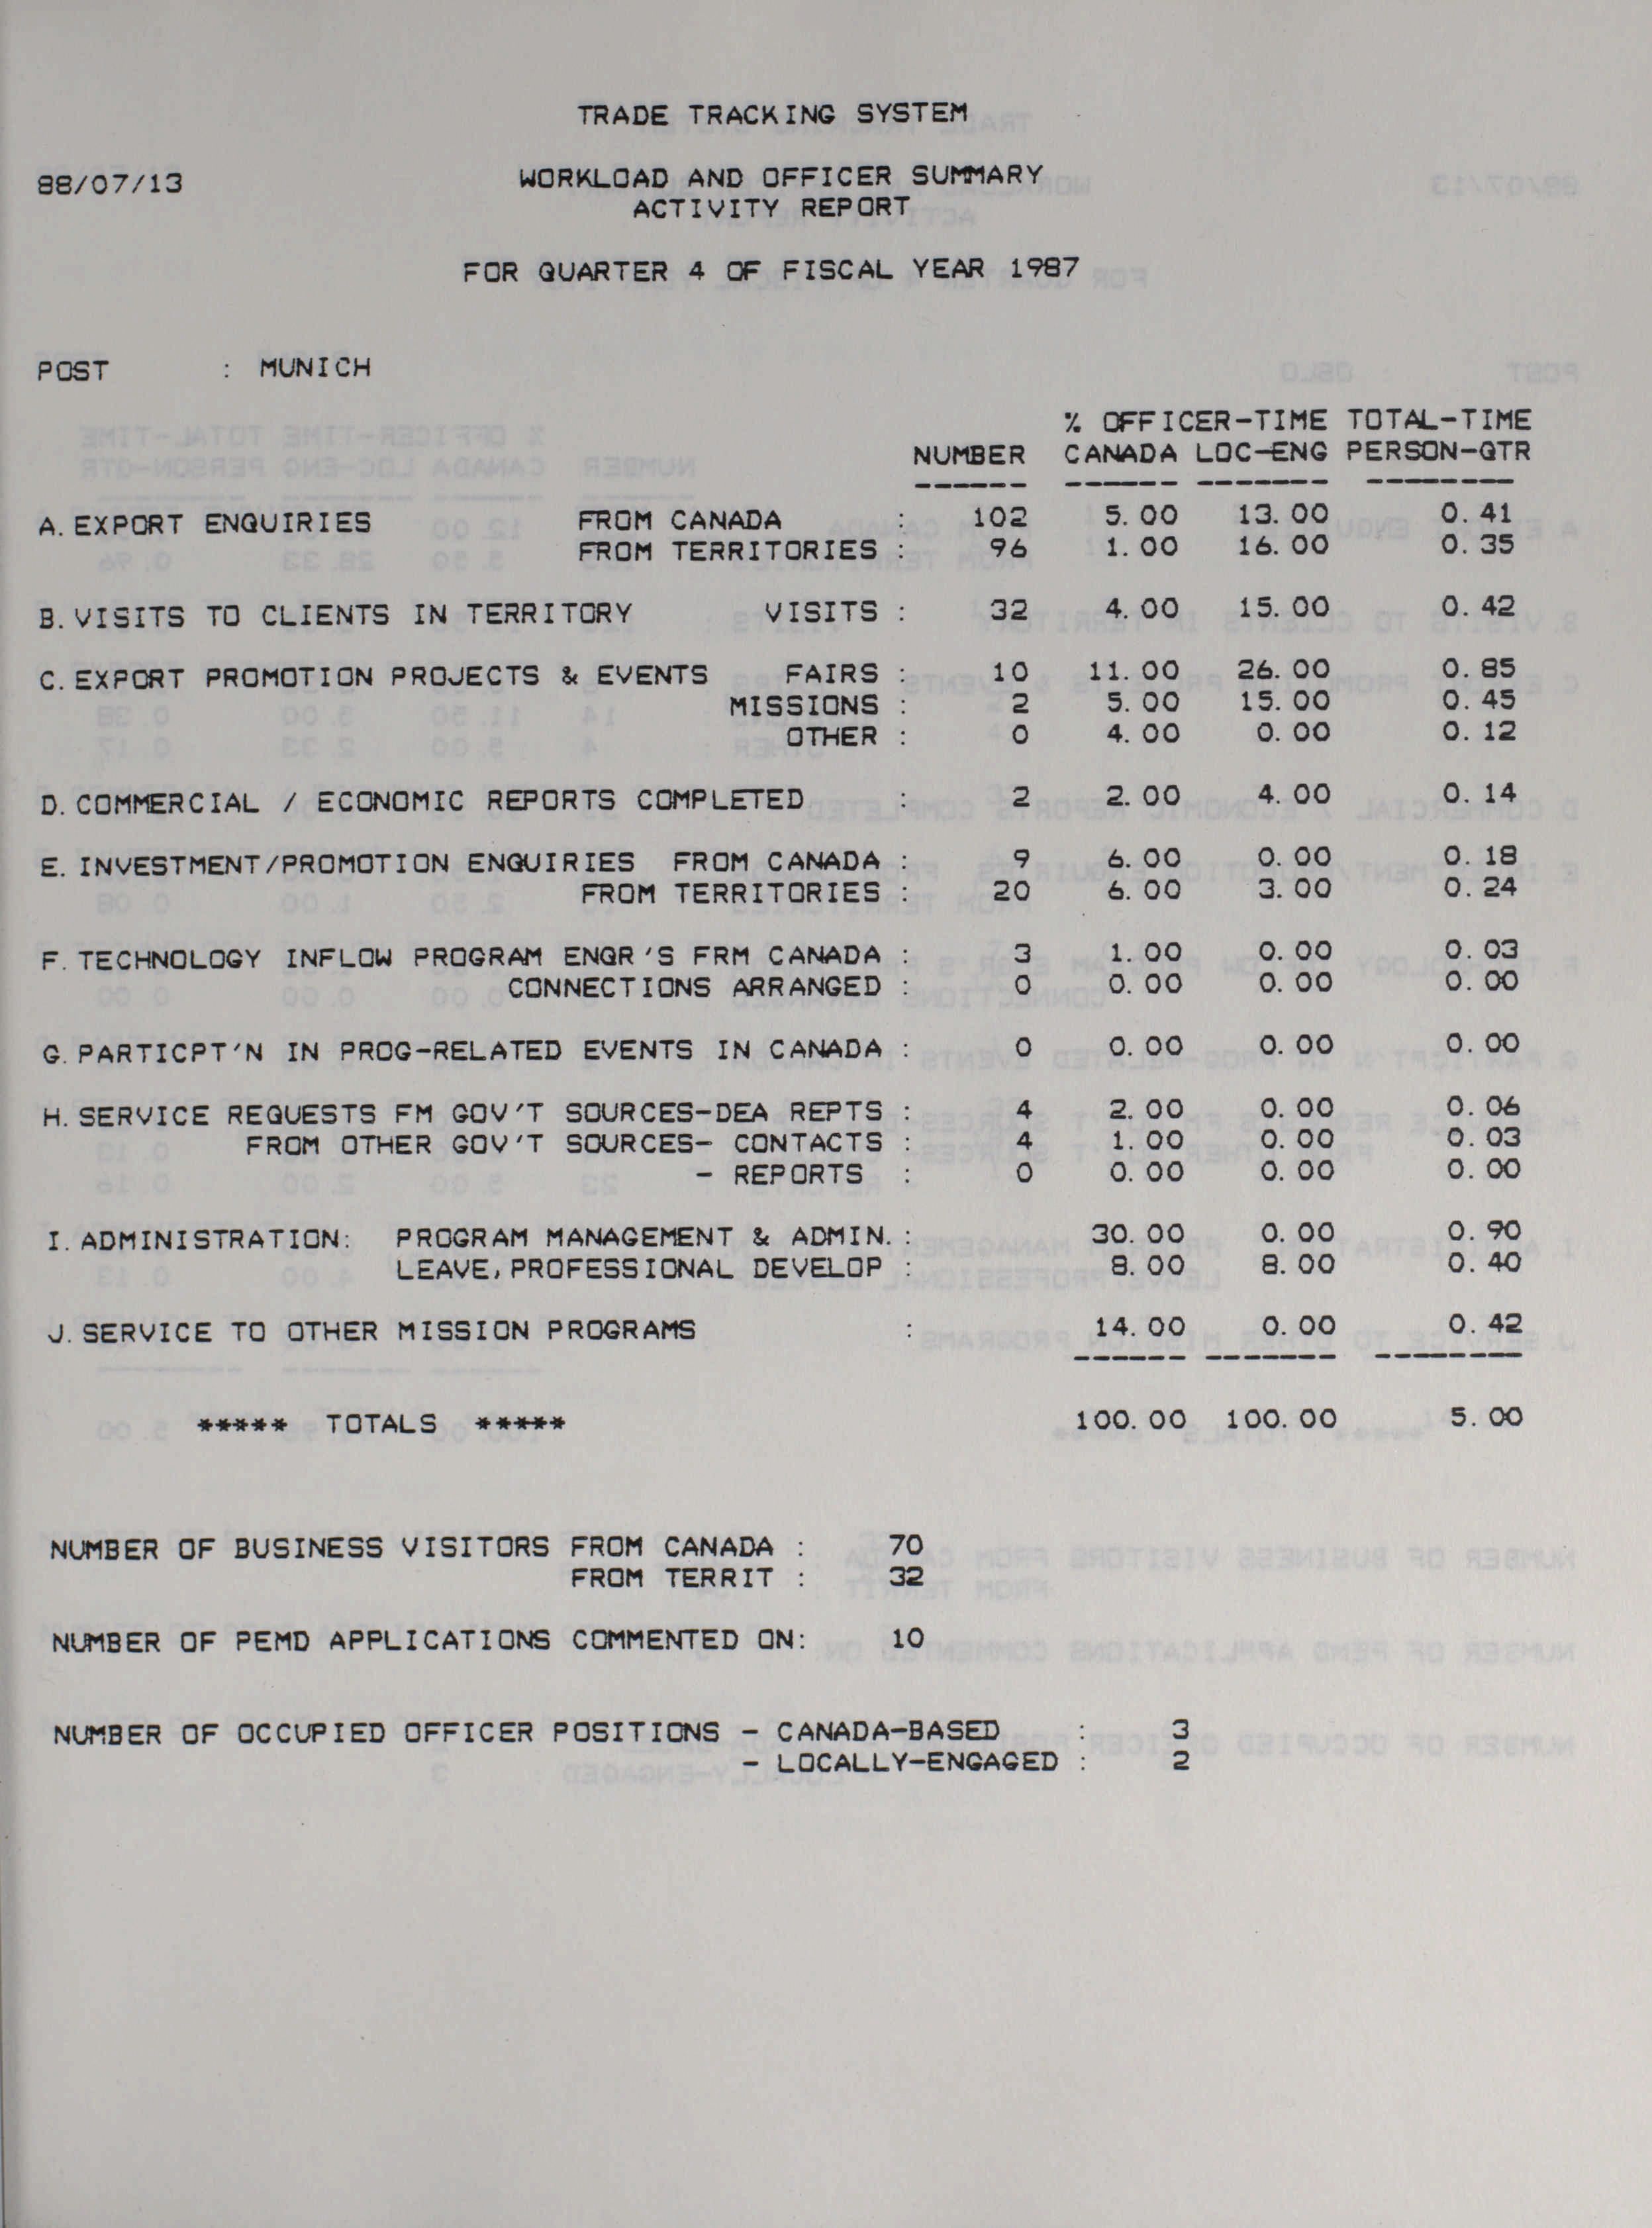 TRADE TRACKING SYSTEM
88/07/13 WORKLOAD AND OFFICER SUMMARY
ACTIVITY REPORT
FOR QUARTER 4 OF FISCAL YEAR 1987
POST : MUNICH
% OFFICER-TIME TOTAL-TIME
NUMBER CANADA LOC-ENG PERSON-QTR
------ ------ ------- --------
A. EXPORT ENQUIRIES FROM CANADA : 102 5.00 13.00 0.41
FROM TERRITORIES : 96 1.00 16.00 0.35
B. VISITS TO CLIENTS IN TERRITORY VISITS : 32 4.00 15.00 0.42
C. EXPORT PROMOTION PROJECTS & EVENTS FAIRS : 10 11.00 26.00 0.85
MISSIONS : 2 5.00 15.00 0.45
OTHER : 0 4.00 0.00 0.12
D. COMMERCIAL / ECONOMIC REPORTS COMPLETED : 2 2.00 4.00 0.14
E. INVESTMENT/PROMOTION ENQUIRIES FROM CANADA : 9 6.00 0.00 0.18
FROM TERRITORIES : 20 6.00 3.00 0.24
F. TECHNOLOGY INFLOW PROGRAM ENQR'S FRM CANADA : 3 1.00 0.00 0.03
CONNECTIONS ARRANGED : 0 0.00 0.00 0.00
G. PARTICPT'N IN PROG-RELATED EVENTS IN CANADA : 0 0.00 0.00 0.00
H. SERVICE REQUESTS FM GOV'T SOURCES-DEA REPTS : 4 2.00 0.00 0.06
FROM OTHER GOV'T SOURCES- CONTACTS : 4 1.00 0.00 0.03
- REPORTS : 0 0.00 0.00 0.00
I. ADMINISTRATION: PROGRAM MANAGEMENT & ADMIN. : 30.00 0.00 0.90
LEAVE, PROFESSIONAL DEVELOP : 8.00 8.00 0.40
J. SERVICE TO OTHER MISSION PROGRAMS : 14.00 0.00 0.42
------ ------- --------
***** TOTALS ***** 100.00 100.00 5.00
NUMBER OF BUSINESS VISITORS FROM CANADA : 70
FROM TERRIT : 32
NUMBER OF PEMD APPLICATIONS COMMENTED ON: 10
NUMBER OF OCCUPIED OFFICER POSITIONS - CANADA-BASED : 3
- LOCALLY-ENGAGED : 2